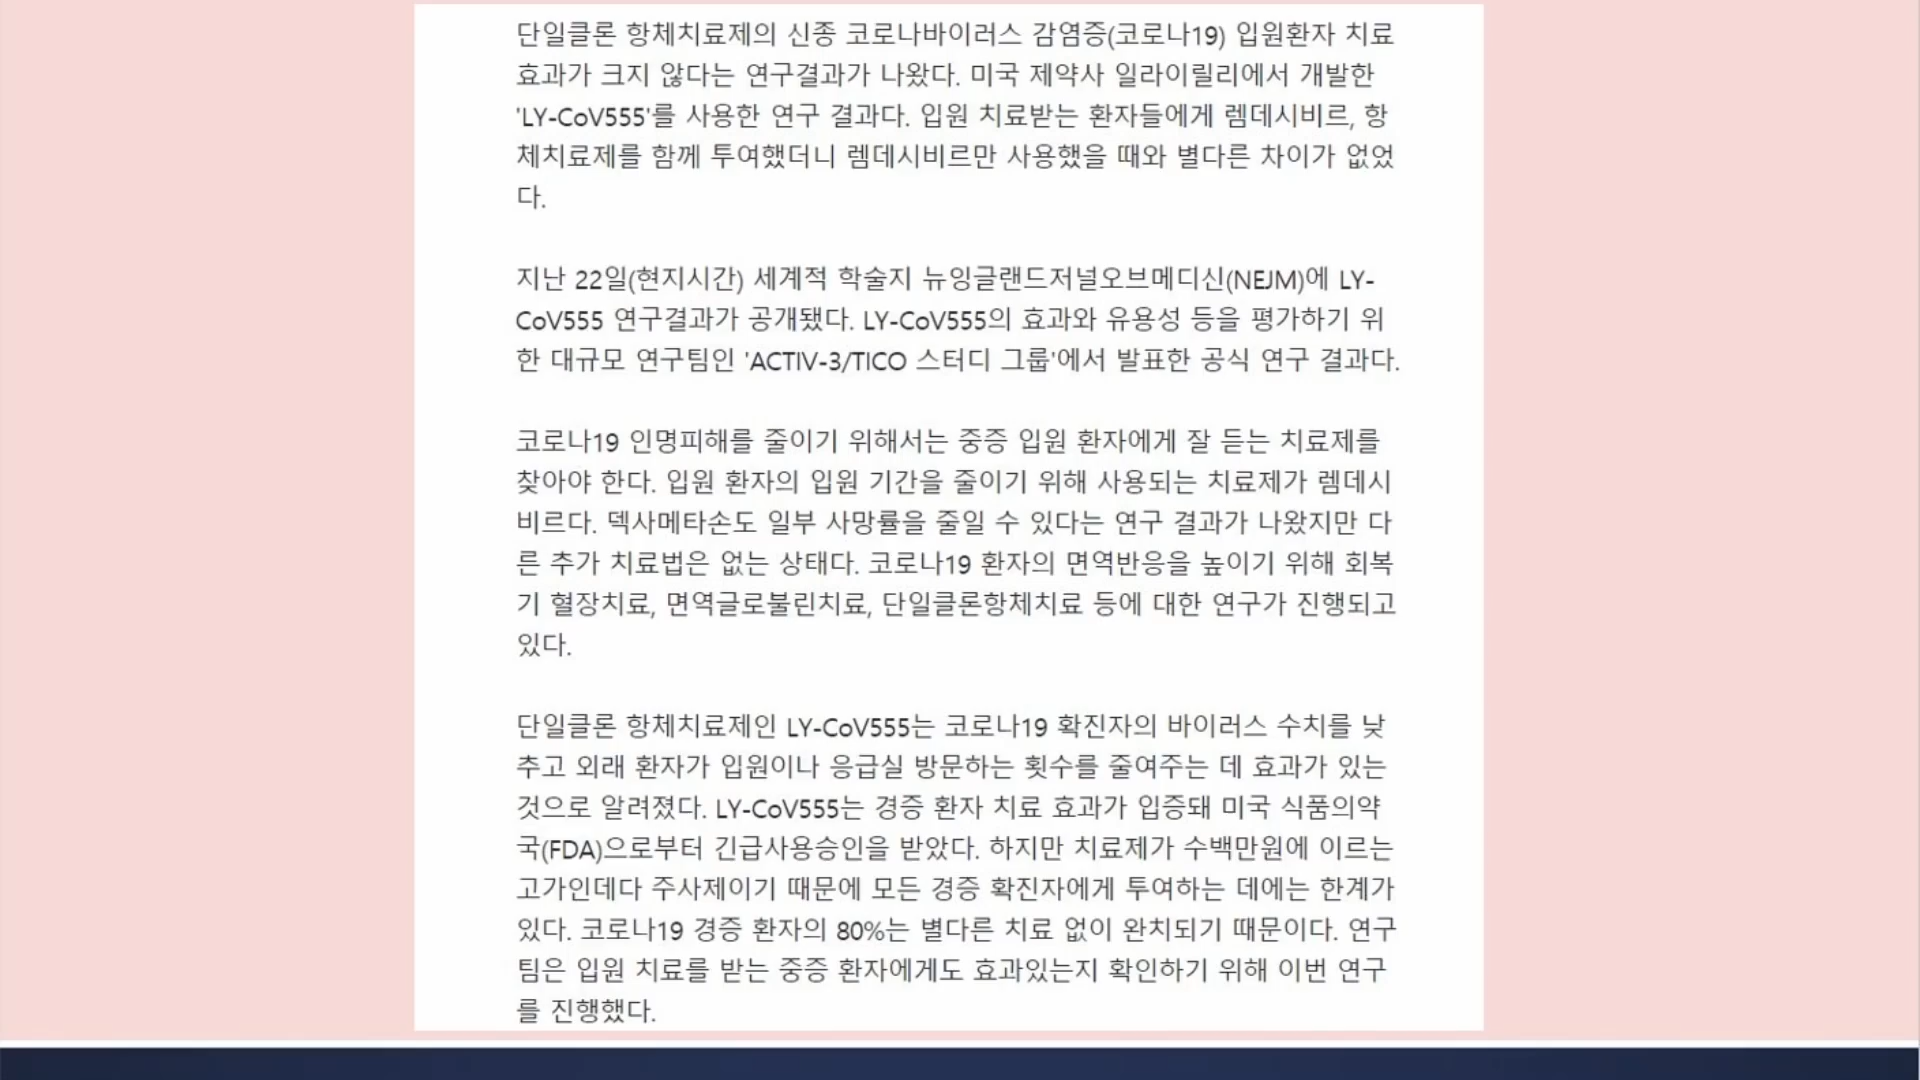 단일클론 항체치료제의 신종 코로나바이러스 감염증(코로나19) 입원환자 치료
효과가 크지 않다는 연구결과가 나왔다. 미국 제약사 일라이릴리에서 개발한
'LY-CoV555'를 사용한 연구 결과다. 입원 치료받는 환자들에게 렘데시비르, 항
체치료제를 함께 투여했더니 렘데시비르만 사용했을 때와 별다른 차이가 없었
다.
지난 22일(현지시간) 세계적 학술지 뉴잉글랜드저널오브메디신(NEJM)에 LY-
CoV555 연구결과가 공개됐다. LY-CoV555의 효과와 유용성 등을 평가하기 위
한 대규모 연구팀인 'ACTIV-3/TICO 스터디 그룹'에서 발표한 공식 연구 결과다.
코로나19 인명피해를 줄이기 위해서는 중증 입원 환자에게 잘 듣는 치료제를
찾아야 한다. 입원 환자의 입원 기간을 줄이기 위해 사용되는 치료제가 렘데시
비르다. 덱사메타손도 일부 사망률을 줄일 수 있다는 연구 결과가 나왔지만 다
른 추가 치료법은 없는 상태다. 코로나19 환자의 면역반응을 높이기 위해 회복
기 혈장치료, 면역글로불린치료, 단일클론항체치료 등에 대한 연구가 진행되고
있다.
단일클론 항체치료제인 LY-CoV555는 코로나19 확진자의 바이러스 수치를 낮
추고 외래 환자가 입원이나 응급실 방문하는 횟수를 줄여주는 데 효과가 있는
것으로 알려졌다. LY-CoV555는 경증 환자 치료 효과가 입증돼 미국 식품의약
국(FDA)으로부터 긴급사용승인을 받았다. 하지만 치료제가 수백만원에 이르는
고가인데다 주사제이기 때문에 모든 경증 확진자에게 투여하는 데에는 한계가
있다. 코로나19 경증 환자의 80%는 별다른 치료 없이 완치되기 때문이다. 연구
팀은 입원 치료를 받는 중증 환자에게도 효과있는지 확인하기 위해 이번 연구
를 진행했다.